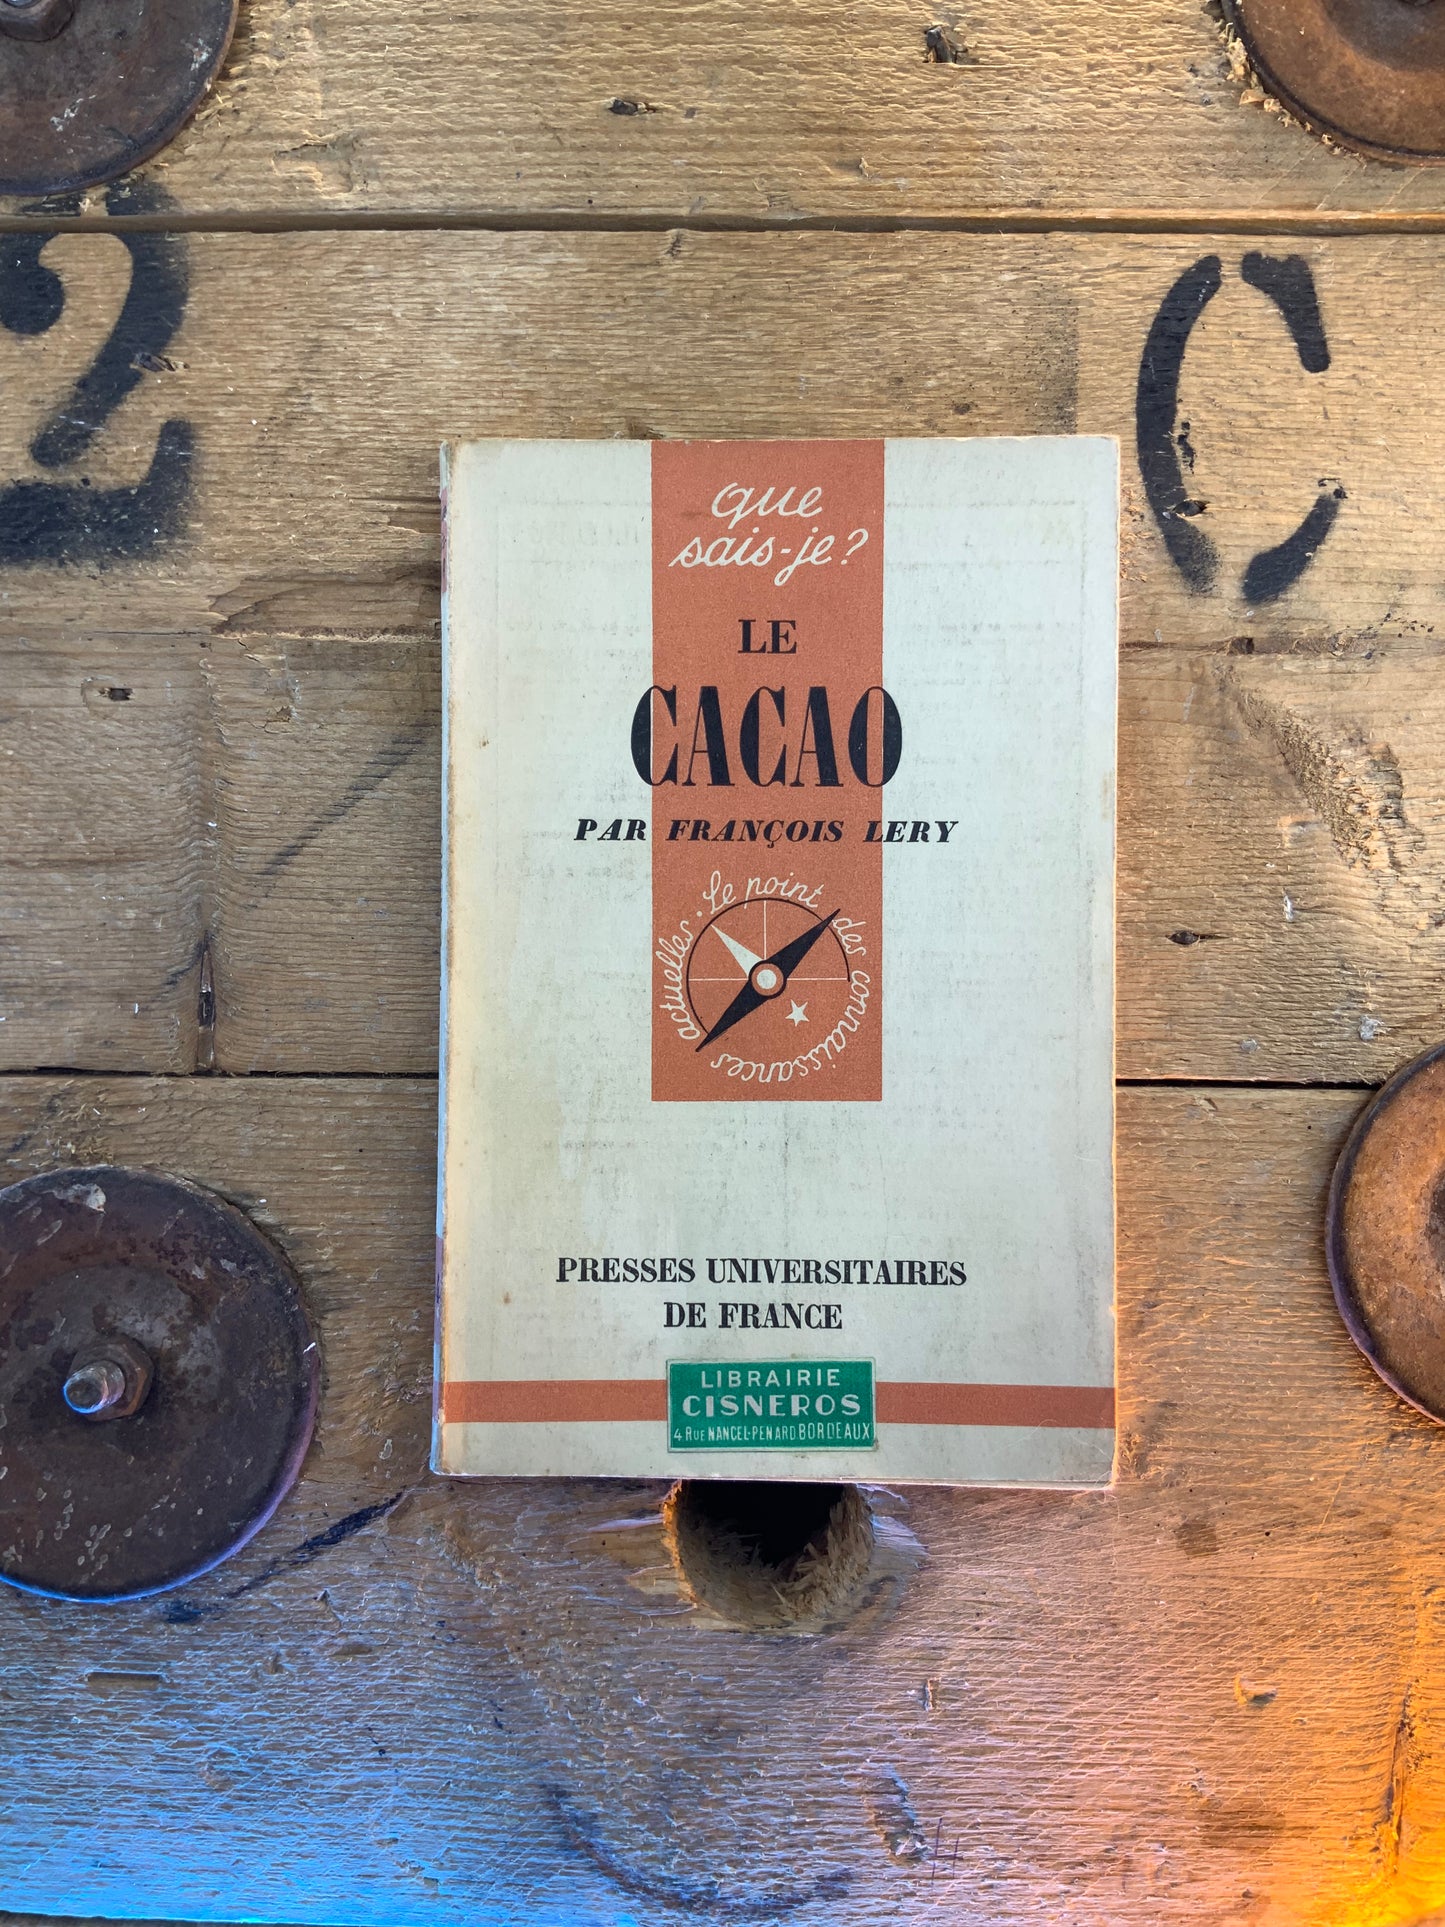 2 C
que
sais-je?
LE
CACAO
PAR FRANÇOIS LERY
Le point des connaissances actuelles.
PRESSES UNIVERSITAIRES
DE FRANCE
LIBRAIRIE
CISNEROS
4 RUE NANCEL-PENARD BORDEAUX